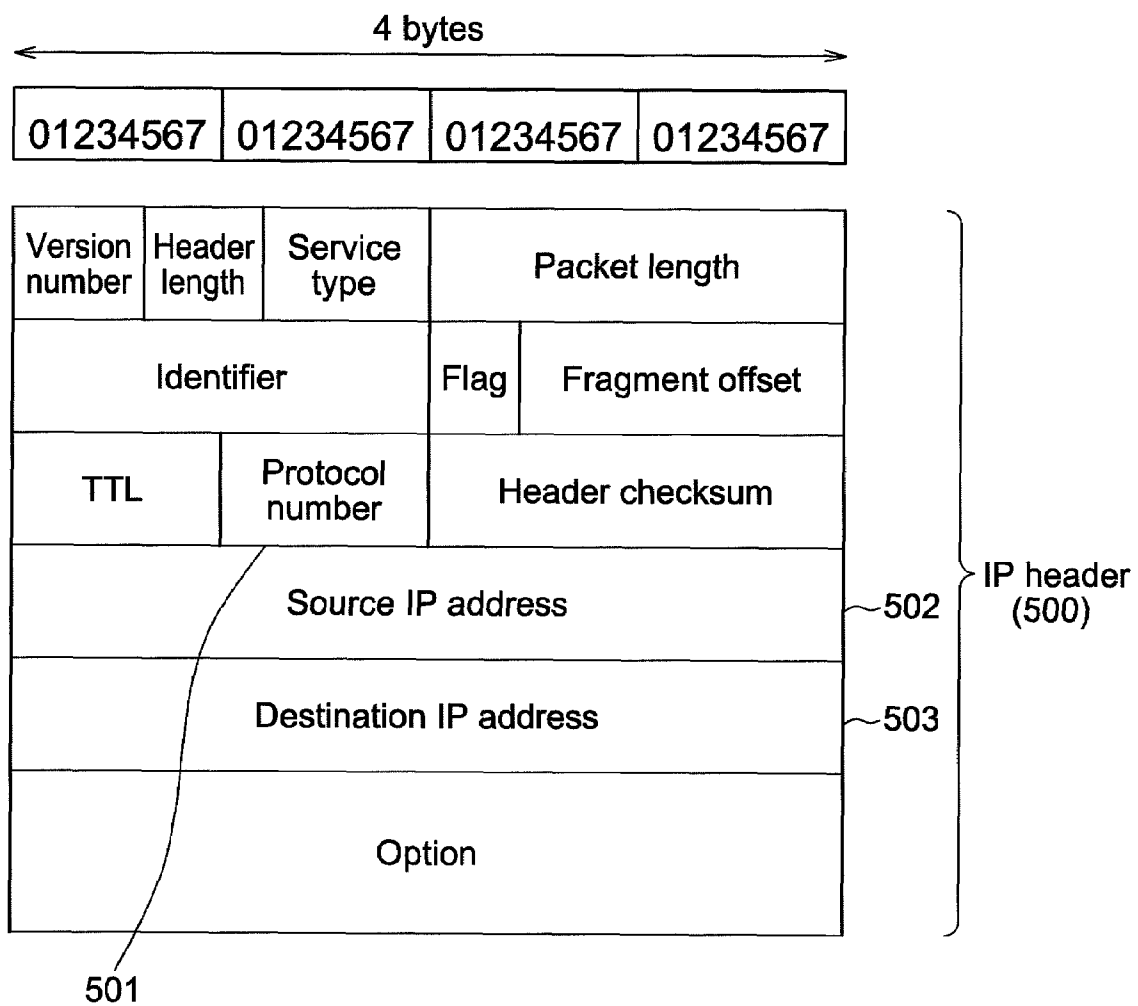 4 bytes
01234567 01234567 01234567 01234567
Version number
Header length
Service type
Packet length
Identifier
Flag
Fragment offset
TTL
Protocol number
Header checksum
Source IP address
502
IP header
(500)
Destination IP address
503
Option
501